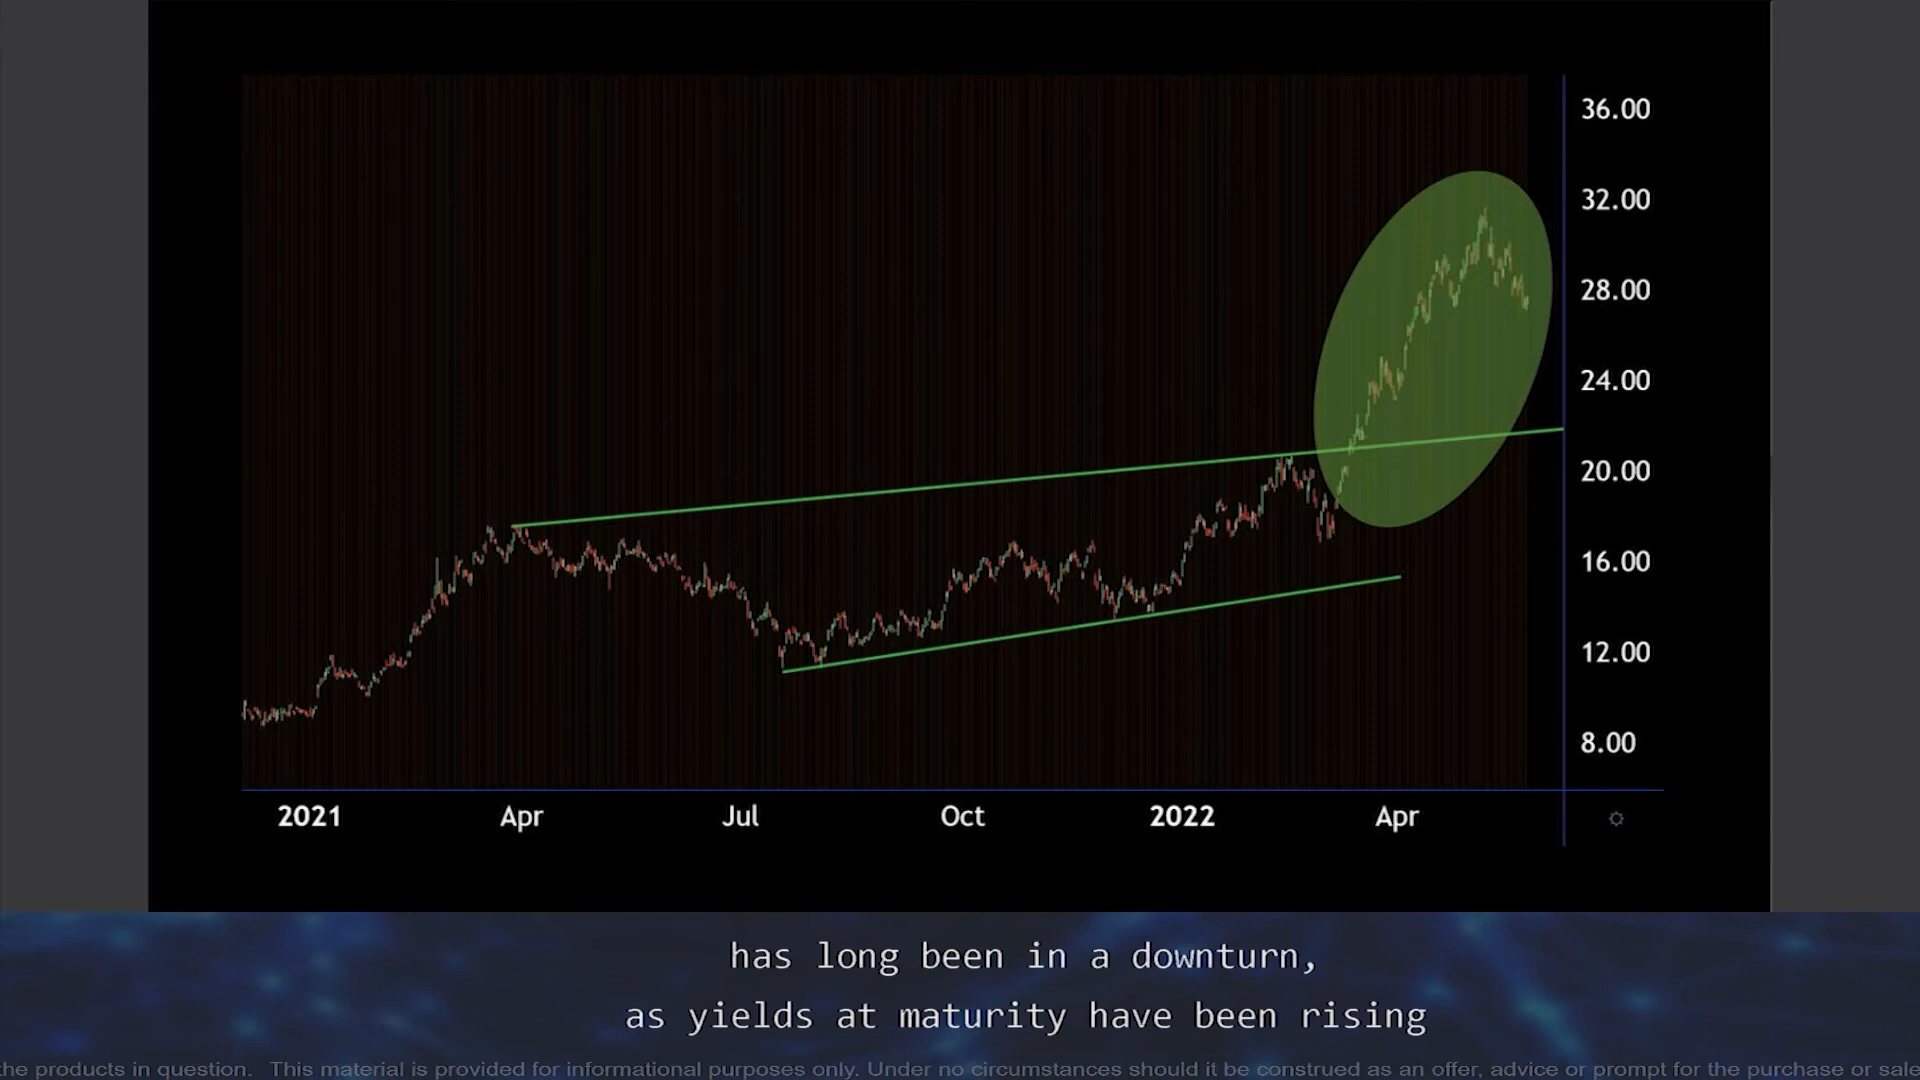 36.00
32.00
28.00
24.00
20.00
16.00
12.00
8.00
2021 Apr Jul Oct 2022 Apr
has long been in a downturn,
as yields at maturity have been rising
the products in question. This material is provided for informational purposes only. Under no circumstances should it be construed as an offer, advice or prompt for the purchase or sale